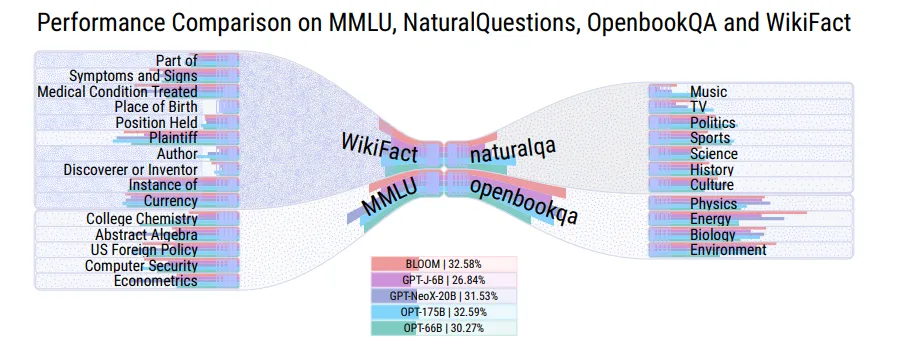 Performance Comparison on MMLU, NaturalQuestions, OpenbookQA and WikiFact
Part of
Symptoms and Signs
Medical Condition Treated
Place of Birth
Position Held
Plaintiff
Author
Discoverer or Inventor
Instance of
Currency
College Chemistry
Abstract Algebra
US Foreign Policy
Computer Security
Econometrics
WikiFact
MMLU
naturalqa
openbookqa
Music
TV
Politics
Sports
Science
History
Culture
Physics
Energy
Biology
Environment
BLOOM | 32.58%
GPT-J-6B | 26.84%
GPT-NeoX-20B | 31.53%
OPT-175B | 32.59%
OPT-66B | 30.27%